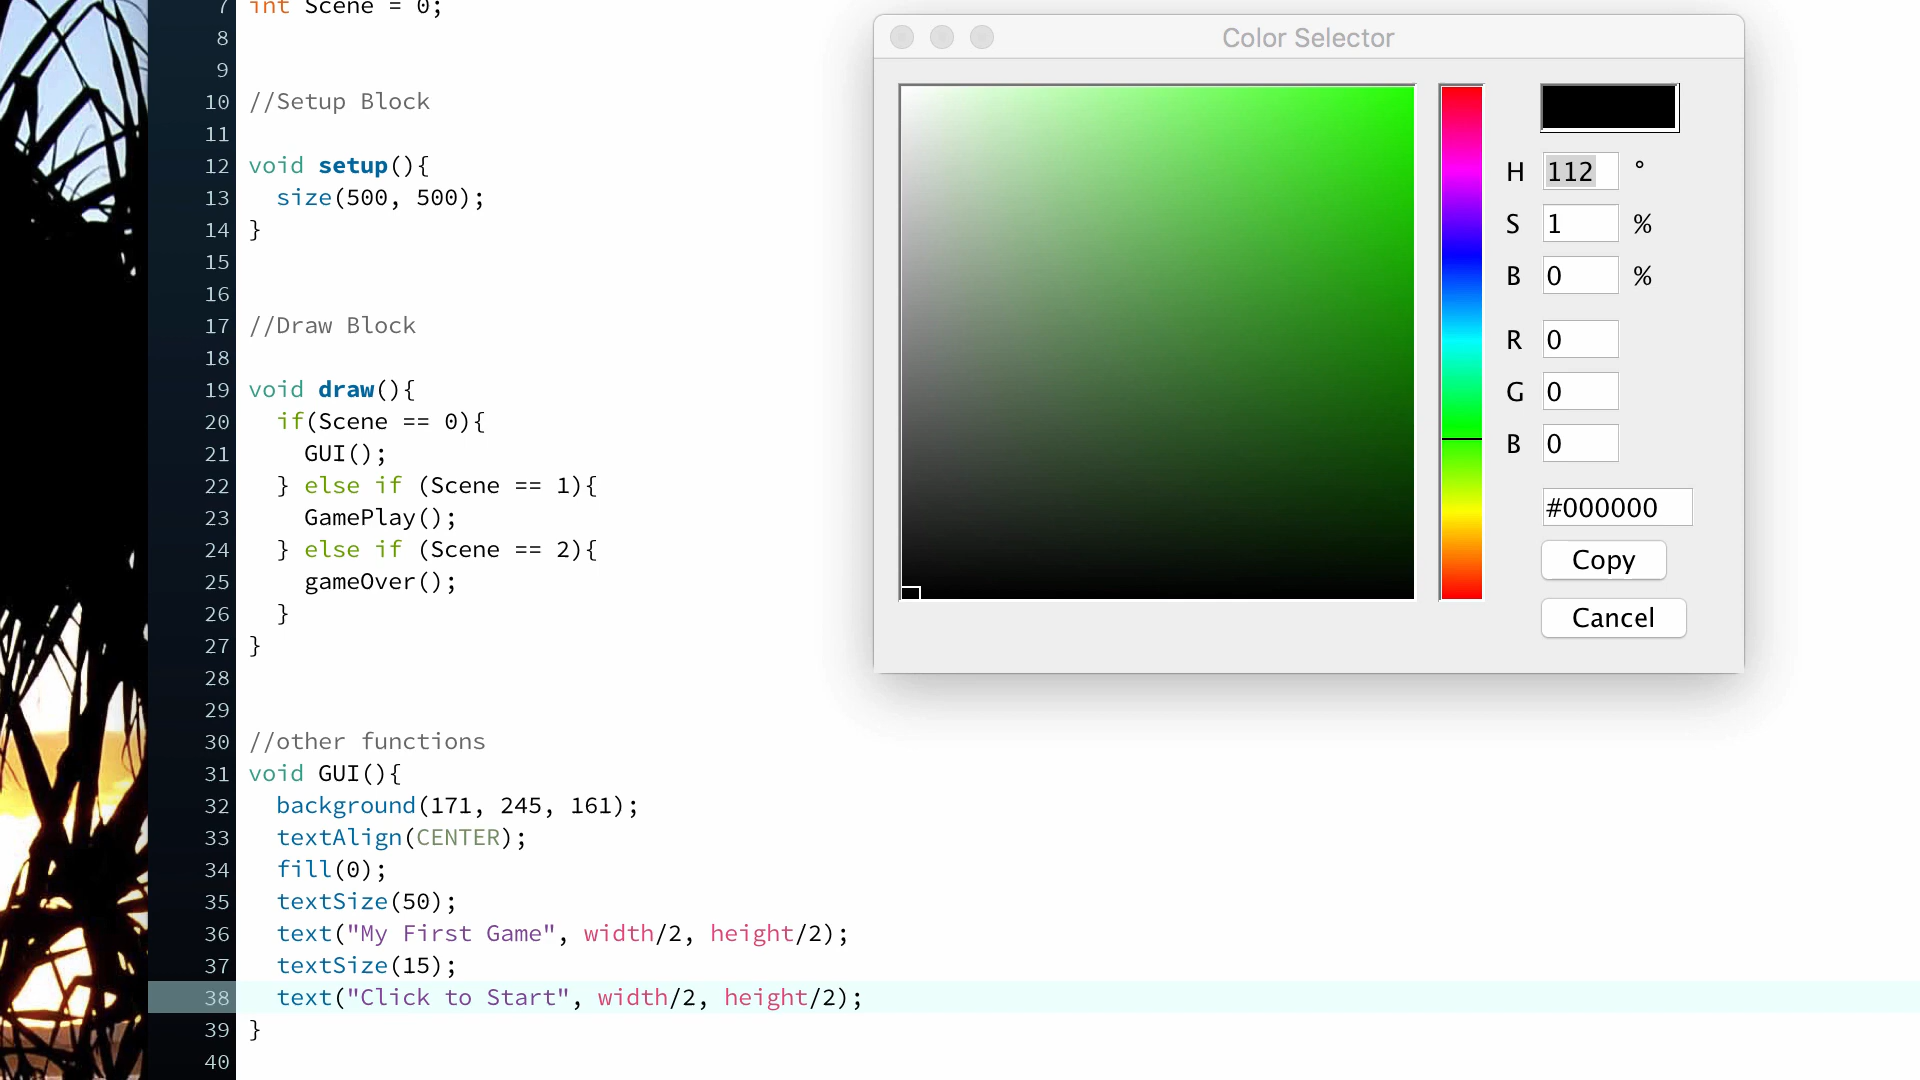 7 int Scene = 0;
8
9
10 //Setup Block
11
12 void setup(){
13 size(500, 500);
14 }
15
16
17 //Draw Block
18
19 void draw(){
20 if(Scene == 0){
21 GUI();
22 } else if (Scene == 1){
23 GamePlay();
24 } else if (Scene == 2){
25 gameOver();
26 }
27 }
28
29
30 //other functions
31 void GUI(){
32 background(171, 245, 161);
33 textAlign(CENTER);
34 fill(0);
35 textSize(50);
36 text("My First Game", width/2, height/2);
37 textSize(15);
38 text("Click to Start", width/2, height/2);
39 }
40
Color Selector
H 112 °
S 1 %
B 0 %
R 0
G 0
B 0
#000000
Copy
Cancel